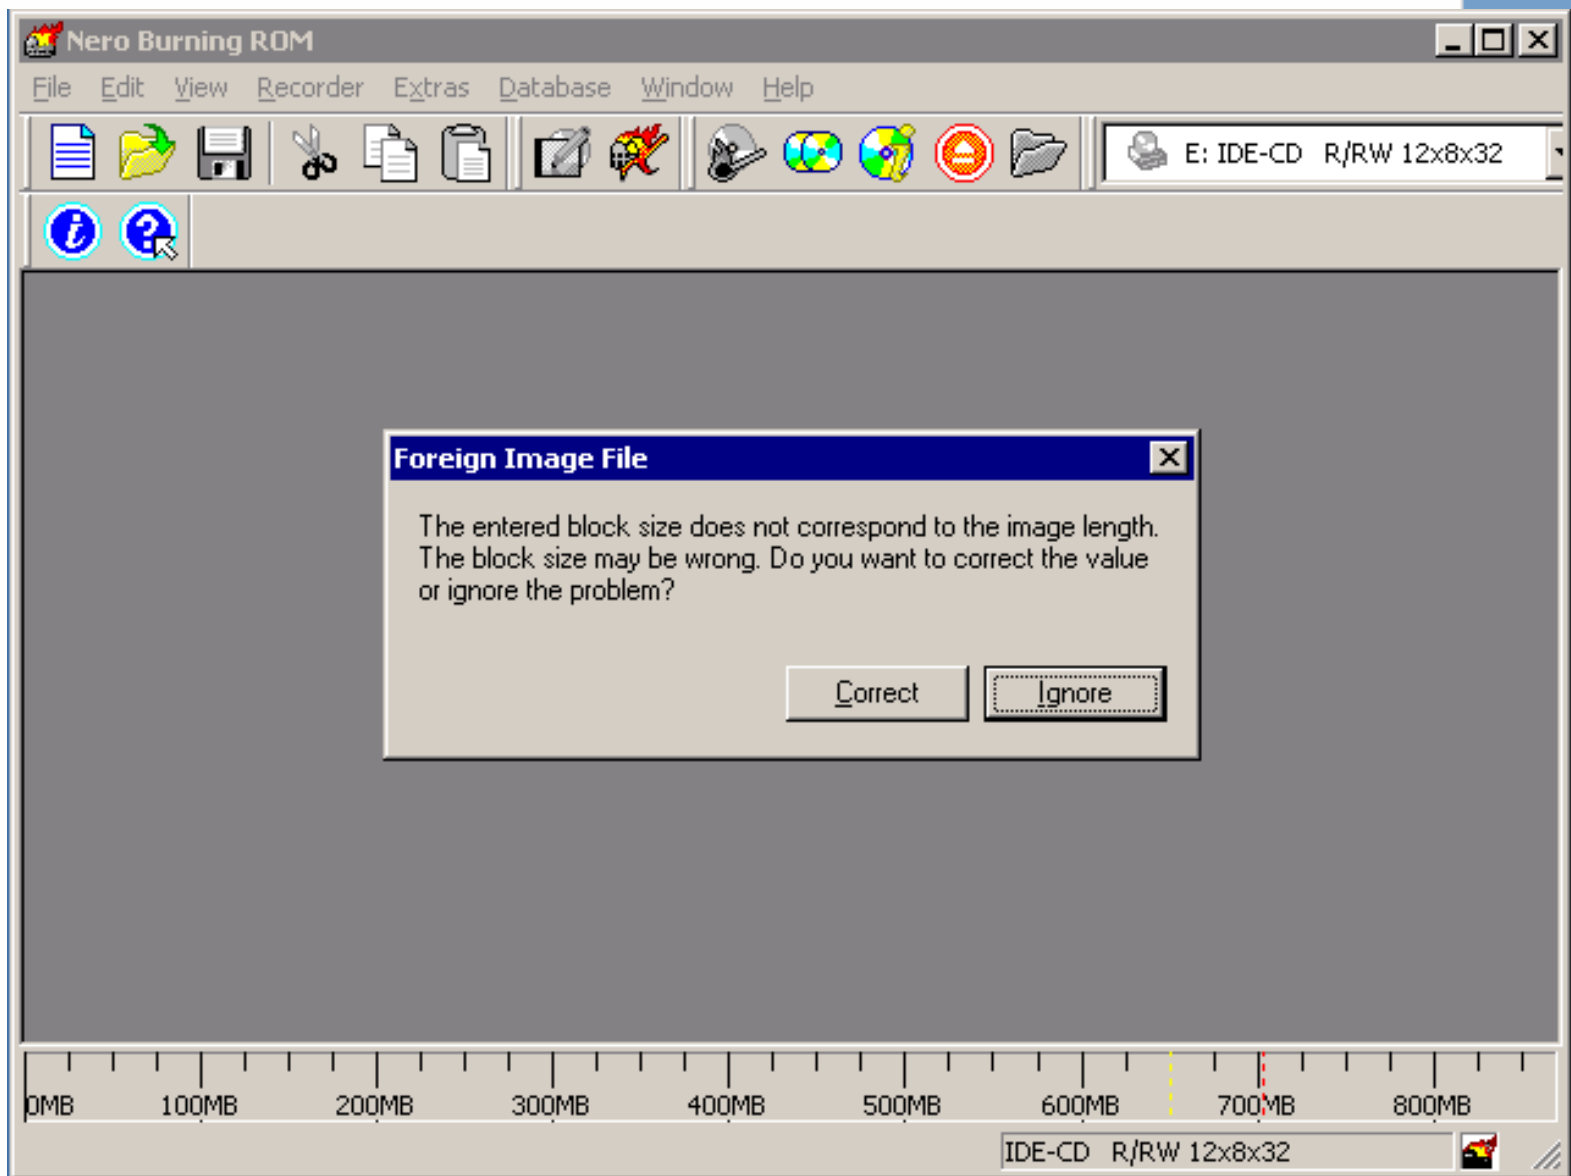 Nero Burning ROM
File Edit View Recorder Extras Database Window Help
E: IDE-CD R/RW 12x8x32
Foreign Image File
The entered block size does not correspond to the image length.
The block size may be wrong. Do you want to correct the value
or ignore the problem?
Correct Ignore
0MB 100MB 200MB 300MB 400MB 500MB 600MB 700MB 800MB
IDE-CD R/RW 12x8x32